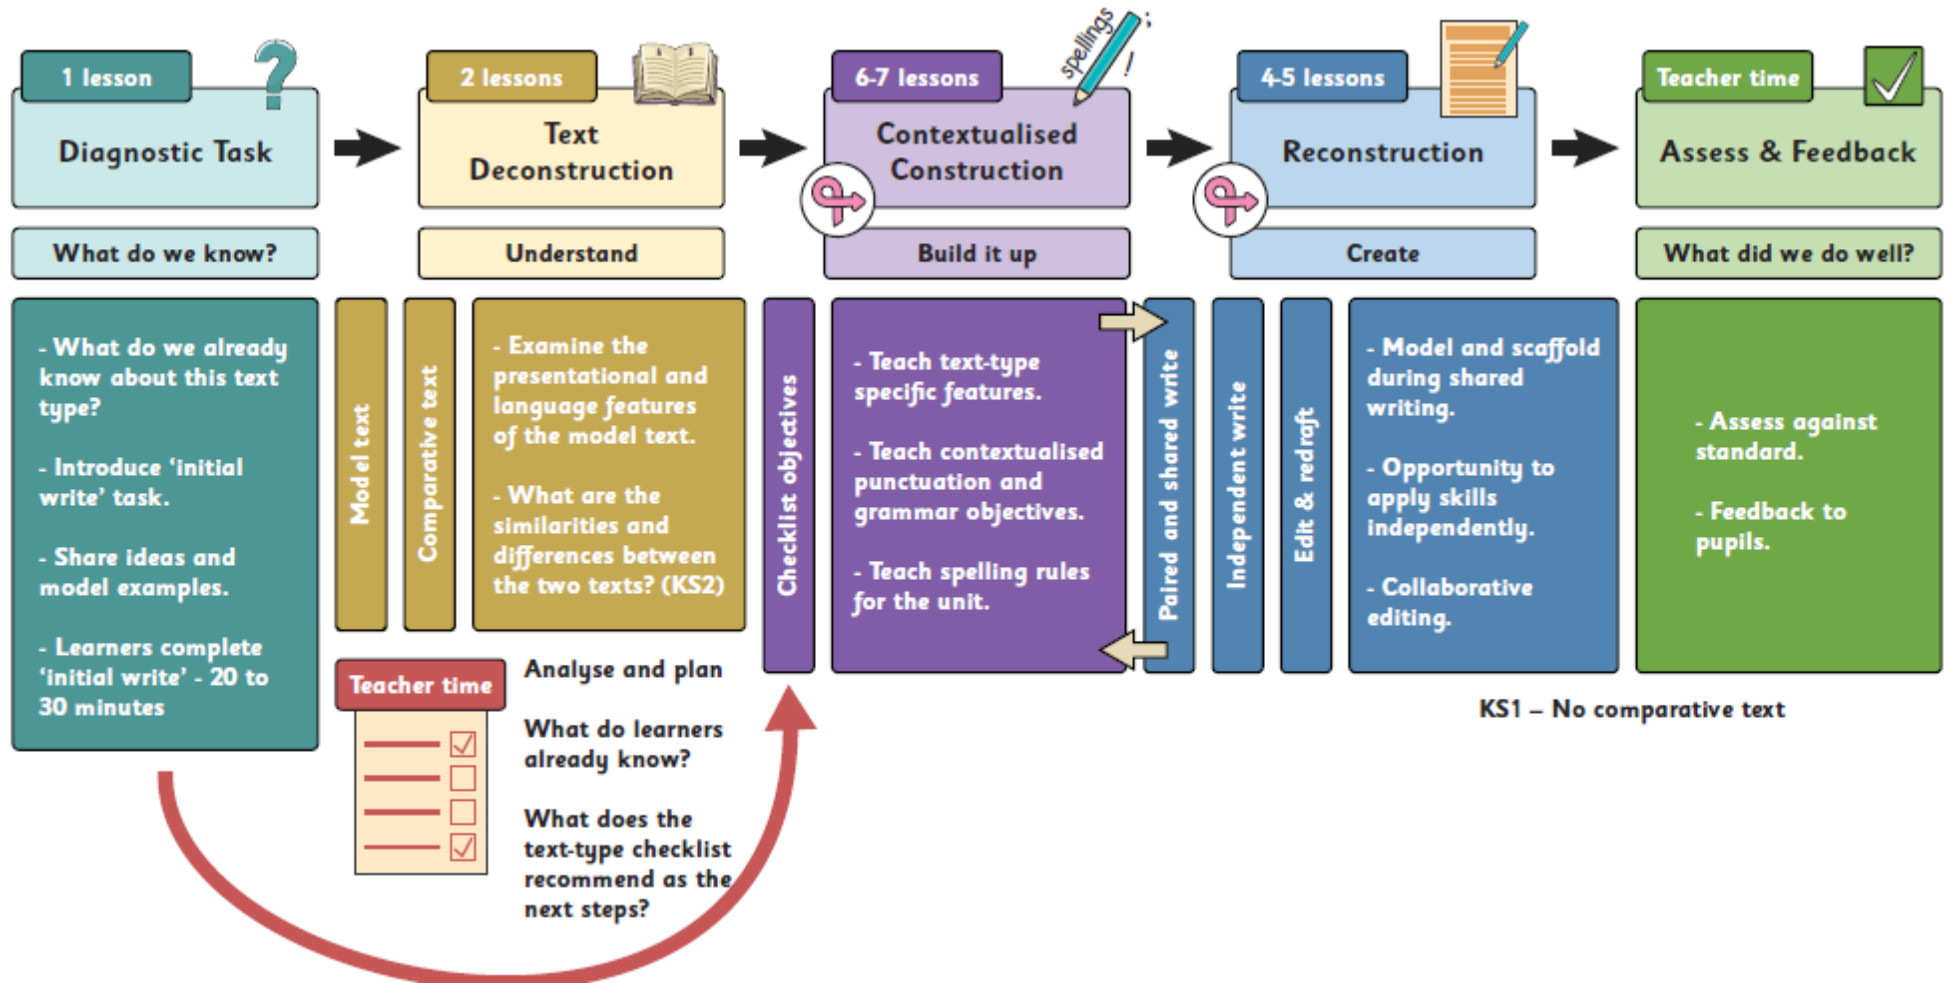 1 lesson
Diagnostic Task
What do we know?
- What do we already
know about this text
type?
- Introduce ‘initial
write’ task.
- Share ideas and
model examples.
- Learners complete
‘initial write’ - 20 to
30 minutes
2 lessons
Text
Deconstruction
Understand
Model text
Comparative text
- Examine the
presentational and
language features
of the model text.
- What are the
similarities and
differences between
the two texts? (KS2)
Teacher time
Analyse and plan
What do learners
already know?
What does the
text-type checklist
recommend as the
next steps?
6-7 lessons
spellings
;
!
Contextualised
Construction
Build it up
Checklist objectives
- Teach text-type
specific features.
- Teach contextualised
punctuation and
grammar objectives.
- Teach spelling rules
for the unit.
4-5 lessons
Reconstruction
Create
Paired and shared write
Independent write
Edit & redraft
- Model and scaffold
during shared
writing.
- Opportunity to
apply skills
independently.
- Collaborative
editing.
Teacher time
Assess & Feedback
What did we do well?
- Assess against
standard.
- Feedback to
pupils.
KS1 – No comparative text